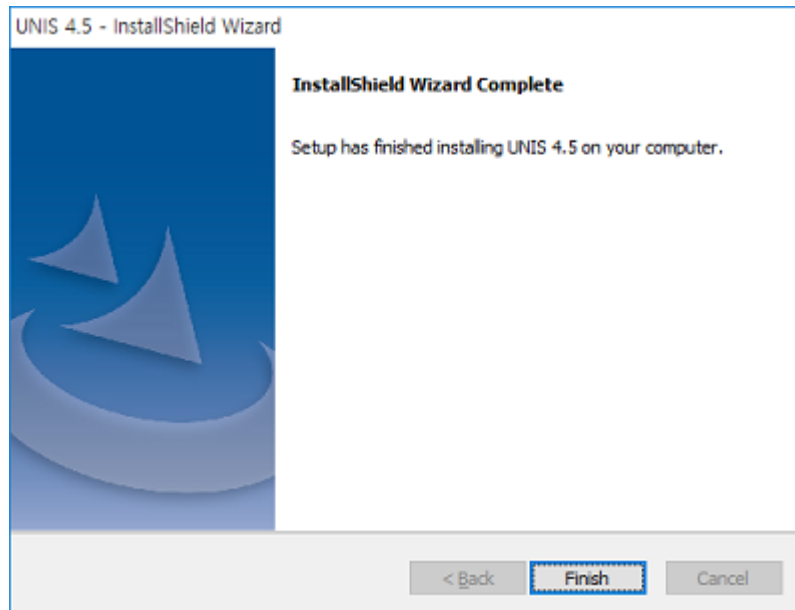 UNIS 4.5 - InstallShield Wizard
InstallShield Wizard Complete
Setup has finished installing UNIS 4.5 on your computer.
< Back
Finish
Cancel